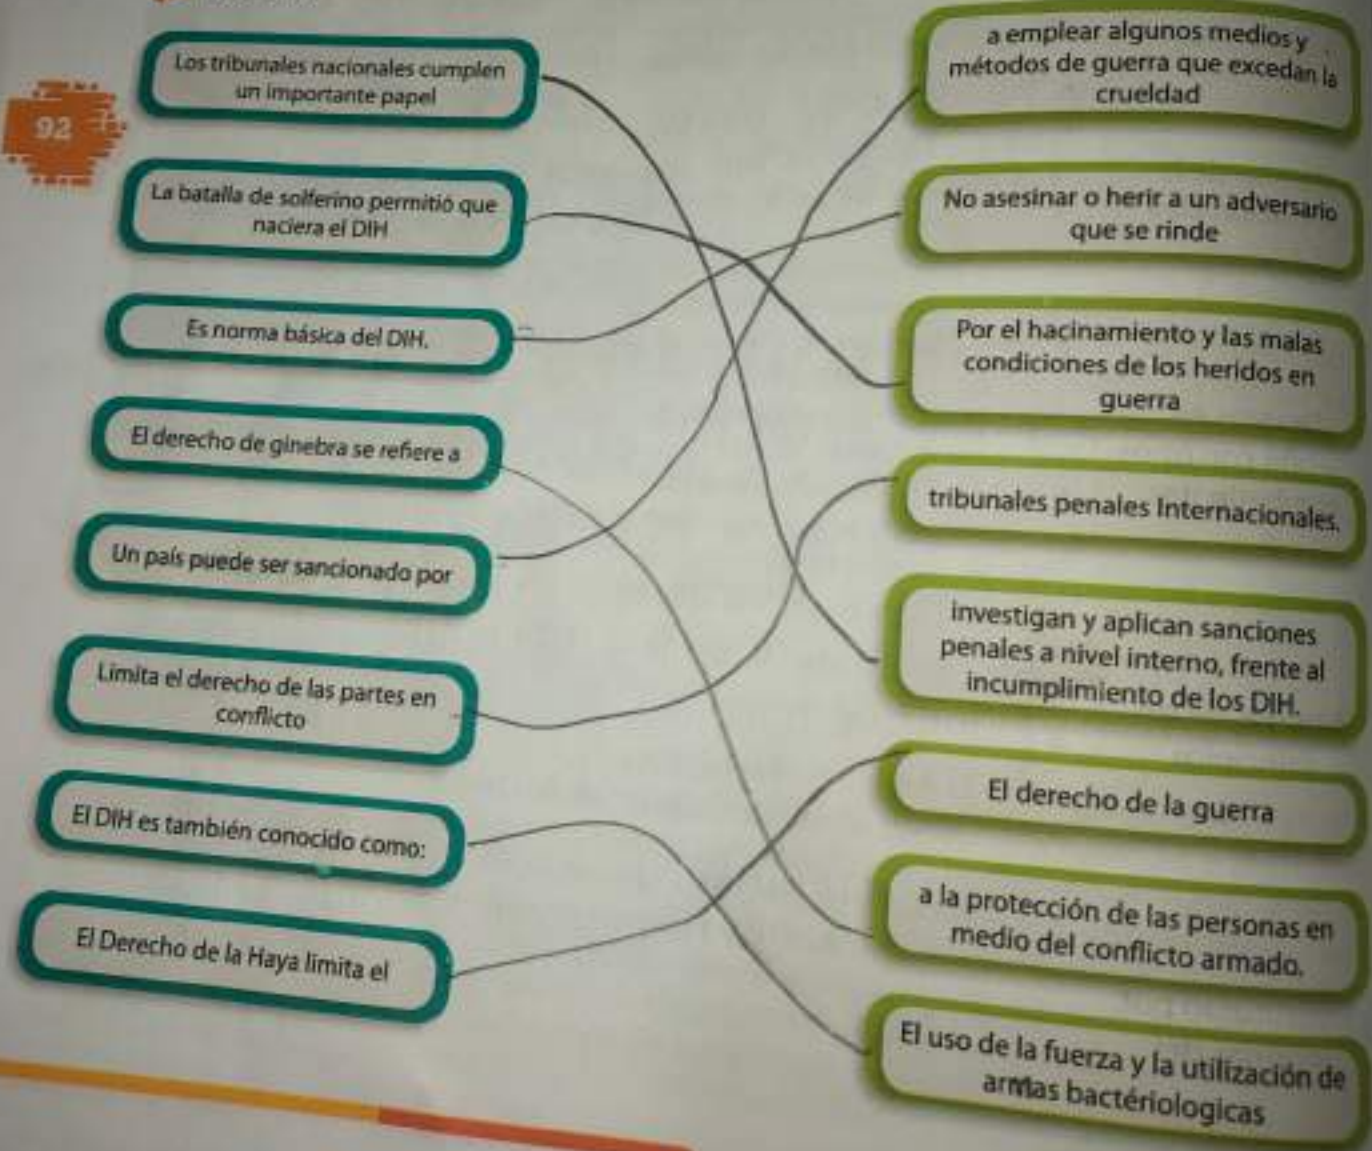 Los tribunales nacionales cumplen
un importante papel
92
La batalla de solferino permitió que
naciera el DIH
Es norma básica del DIH.
El derecho de ginebra se refiere a
Un país puede ser sancionado por
Limita el derecho de las partes en
conflicto
El DIH es también conocido como:
El Derecho de la Haya limita el
a emplear algunos medios y
métodos de guerra que excedan la
crueldad
No asesinar o herir a un adversario
que se rinde
Por el hacinamiento y las malas
condiciones de los heridos en
guerra
tribunales penales Internacionales.
investigan y aplican sanciones
penales a nivel interno, frente al
incumplimiento de los DIH.
El derecho de la guerra
a la protección de las personas en
medio del conflicto armado.
El uso de la fuerza y la utilización de
armas bactériologicas